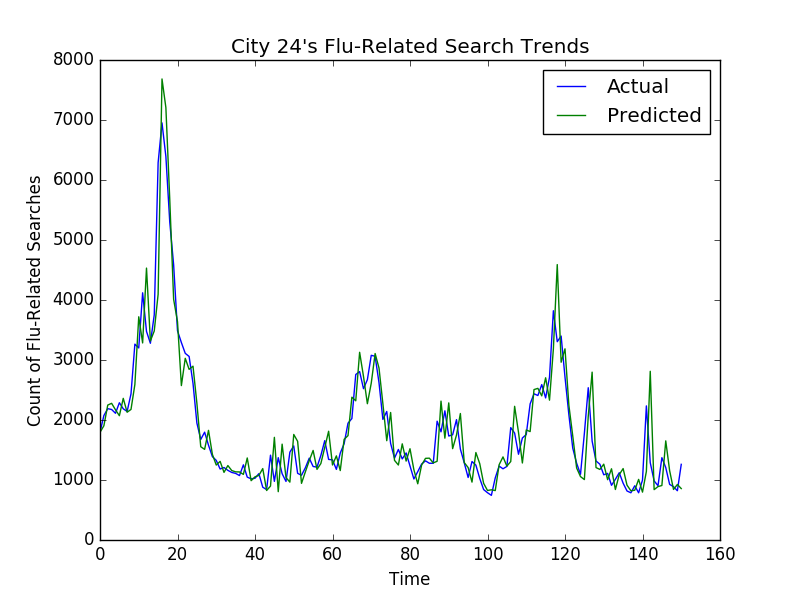 City 24's Flu-Related Search Trends
Actual
Predicted
8000
7000
6000
5000
4000
3000
2000
1000
0
Count of Flu-Related Searches
0 20 40 60 80 100 120 140 160
Time